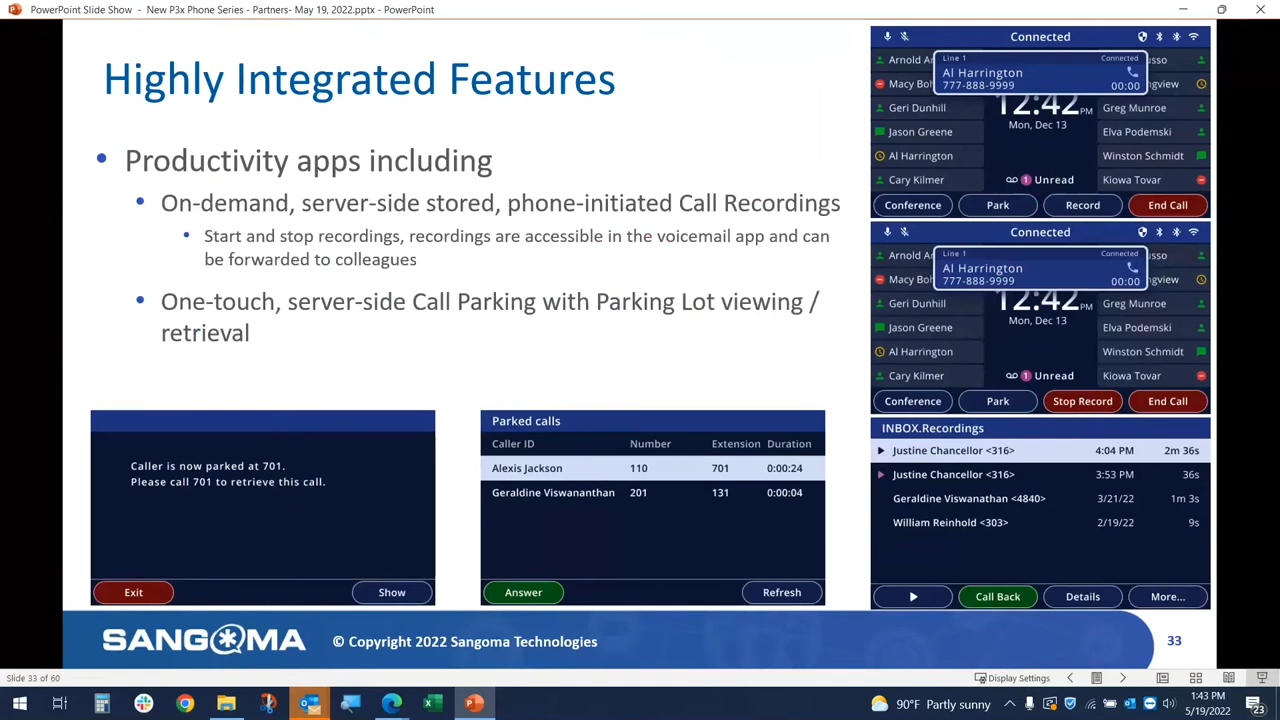 PowerPoint Slide Show - New P3x Phone Series - Partners- May 19, 2022.pptx - PowerPoint
Highly Integrated Features
• Productivity apps including
• On-demand, server-side stored, phone-initiated Call Recordings
• Start and stop recordings, recordings are accessible in the voicemail app and can
be forwarded to colleagues
• One-touch, server-side Call Parking with Parking Lot viewing /
retrieval
Caller is now parked at 701.
Please call 701 to retrieve this call.
Exit Show
Parked calls
Caller ID Number Extension Duration
Alexis Jackson 110 701 0:00:24
Geraldine Viswananthan 201 131 0:00:04
Answer Refresh
Connected
Line 1 Connected
Al Harrington
777-888-9999 00:00
Arnold Ar
Macy Boh
12:42 PM
Mon, Dec 13
Geri Dunhill Greg Munroe
Jason Greene Elva Podemski
Al Harrington Winston Schmidt
Cary Kilmer 1 Unread Kiowa Tovar
Conference Park Record End Call
Connected
Line 1 Connected
Al Harrington
777-888-9999 00:00
Arnold Ar
Macy Boh
12:42 PM
Mon, Dec 13
Geri Dunhill Greg Munroe
Jason Greene Elva Podemski
Al Harrington Winston Schmidt
Cary Kilmer 1 Unread Kiowa Tovar
Conference Park Stop Record End Call
INBOX.Recordings
Justine Chancellor <316> 4:04 PM 2m 36s
Justine Chancellor <316> 3:53 PM 36s
Geraldine Viswanathan <4840> 3/21/22 1m 3s
William Reinhold <303> 2/19/22 9s
Call Back Details More...
SANGOMA © Copyright 2022 Sangoma Technologies 33
Slide 33 of 60 Display Settings
90°F Partly sunny 1:43 PM
5/19/2022 23